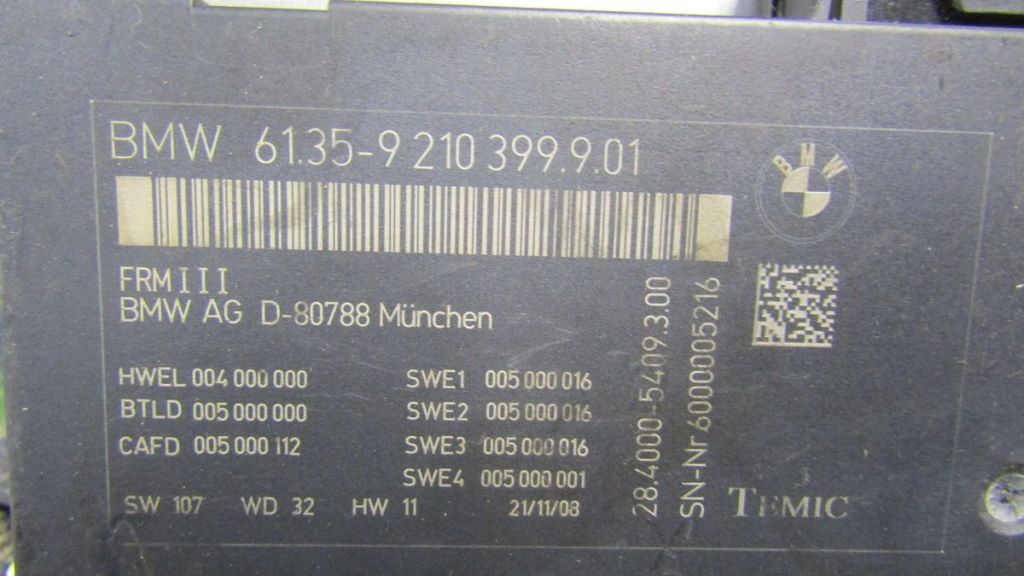 BMW 61.35-9 210 399.9.01
BMW
FRMIII
BMW AG D-80788 München
HWEL 004 000 000
BTLD 005 000 000
CAFD 005 000 112
SWE1 005 000 016
SWE2 005 000 016
SWE3 005 000 016
SWE4 005 000 001
SW 107 WD 32 HW 11 21/11/08
28.4000-5409.3.00
SN-Nr 6000005216
TEMIC